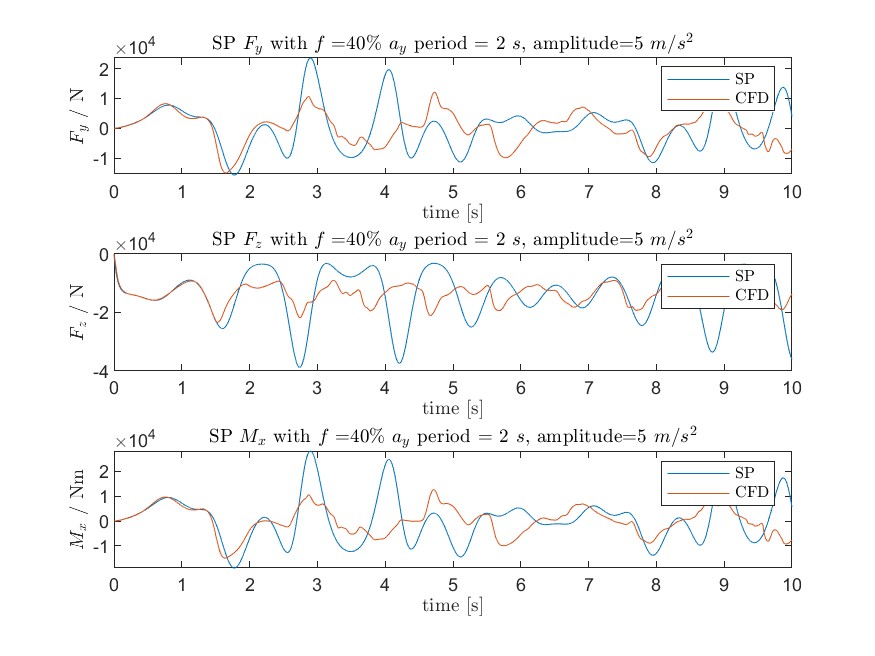 ×10⁴
SP F_y with f =40% a_y period = 2 s, amplitude=5 m/s²
2
1
0
-1
F_y / N
SP
CFD
0 1 2 3 4 5 6 7 8 9 10
time [s]
×10⁴
SP F_z with f =40% a_y period = 2 s, amplitude=5 m/s²
0
-2
-4
F_z / N
SP
CFD
0 1 2 3 4 5 6 7 8 9 10
time [s]
×10⁴
SP M_x with f =40% a_y period = 2 s, amplitude=5 m/s²
2
1
0
-1
M_x / Nm
SP
CFD
0 1 2 3 4 5 6 7 8 9 10
time [s]